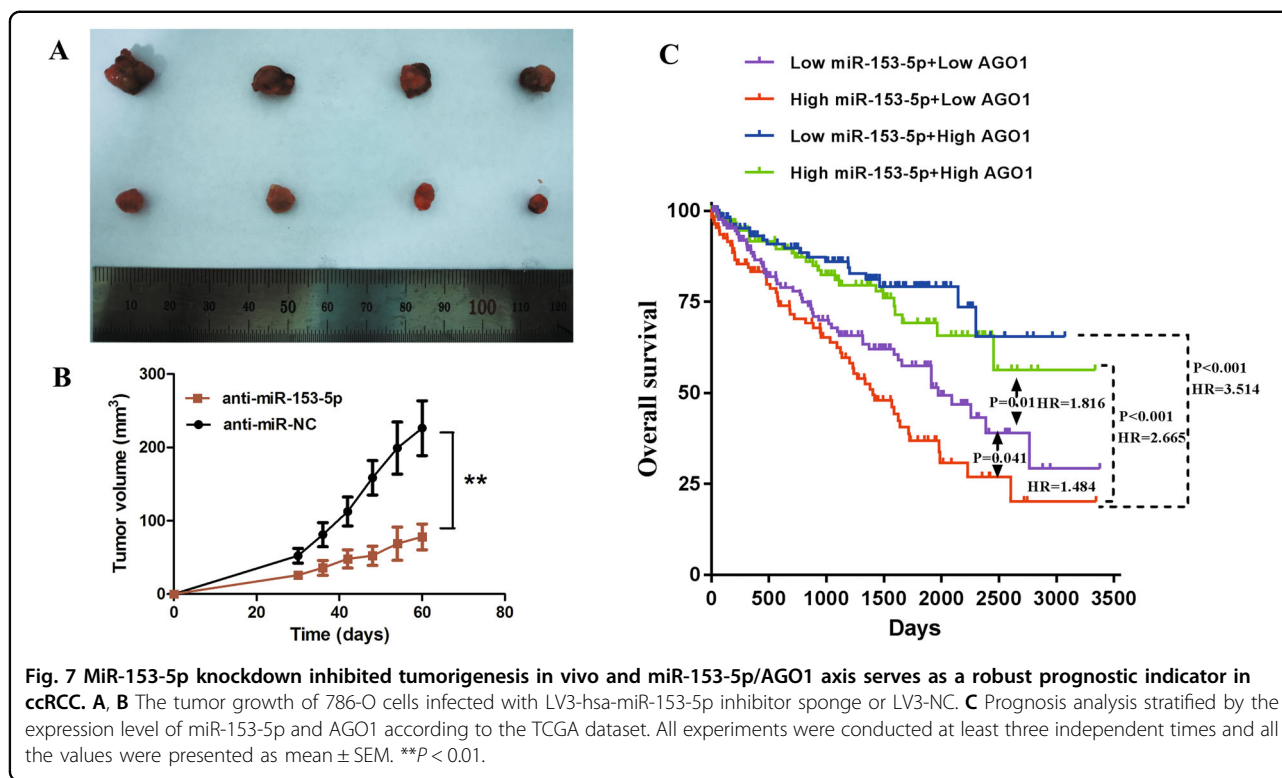 A
10 20 30 40 50 60 70 80 90 100 110 120
B
300
200
100
0
Tumor volume (mm³)
anti-miR-153-5p
anti-miR-NC
**
0 20 40 60 80
Time (days)
C
Low miR-153-5p+Low AGO1
High miR-153-5p+Low AGO1
Low miR-153-5p+High AGO1
High miR-153-5p+High AGO1
100
75
50
25
0
Overall survival
P=0.01
HR=1.816
P=0.041
HR=1.484
P<0.001
HR=2.665
P<0.001
HR=3.514
0 500 1000 1500 2000 2500 3000 3500
Days
Fig. 7 MiR-153-5p knockdown inhibited tumorigenesis in vivo and miR-153-5p/AGO1 axis serves as a robust prognostic indicator in
ccRCC. A, B The tumor growth of 786-O cells infected with LV3-hsa-miR-153-5p inhibitor sponge or LV3-NC. C Prognosis analysis stratified by the
expression level of miR-153-5p and AGO1 according to the TCGA dataset. All experiments were conducted at least three independent times and all
the values were presented as mean ± SEM. **P < 0.01.